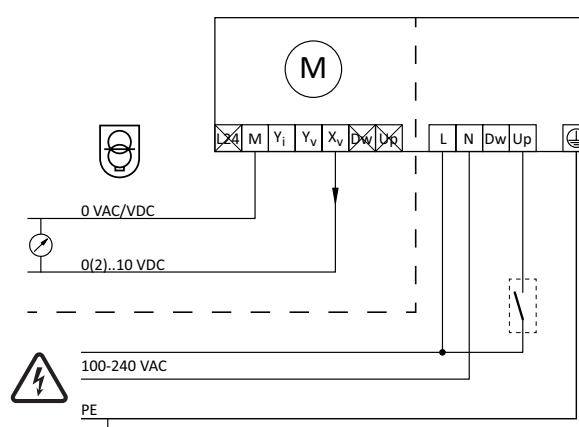 M
L24 M Yi Yv Xv Dw Up L N Dw Up
0 VAC/VDC
0(2)..10 VDC
100-240 VAC
PE